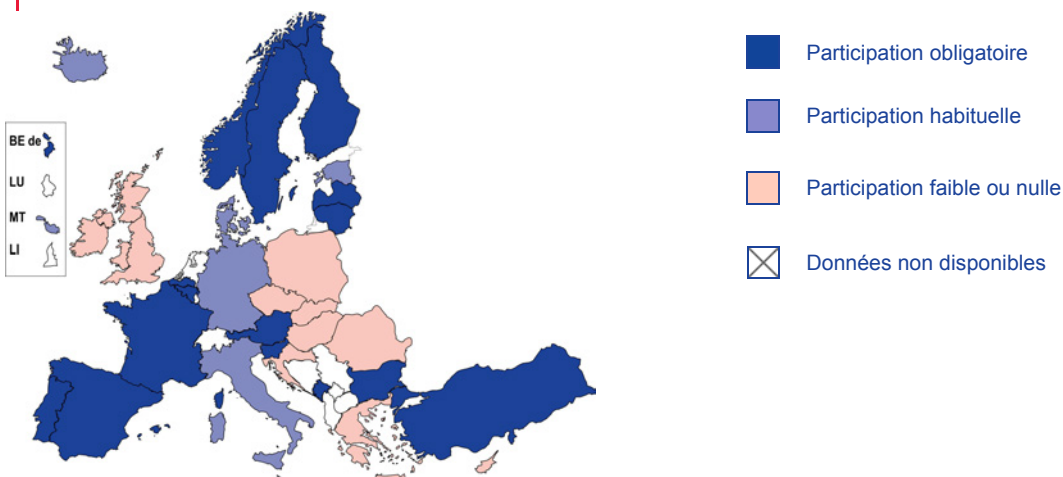 BE de
LU
MT
LI
Participation obligatoire
Participation habituelle
Participation faible ou nulle
Données non disponibles